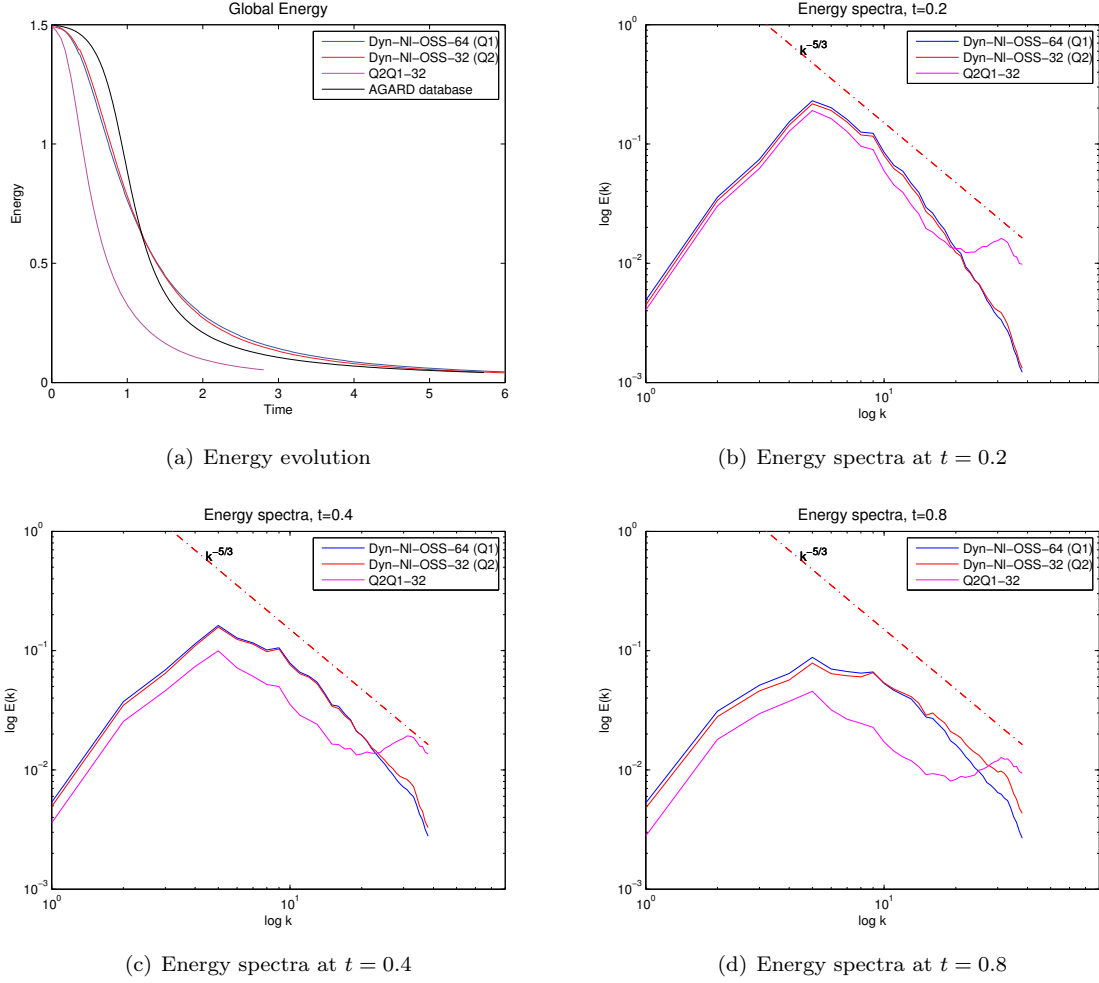 Global Energy
1.5
1
0.5
0
0 1 2 3 4 5 6
Energy
Time
Dyn−Nl−OSS−64 (Q1)
Dyn−Nl−OSS−32 (Q2)
Q2Q1−32
AGARD database
(a) Energy evolution
Energy spectra, t=0.2
10^0
10^−1
10^−2
10^−3
10^0 10^1
log E(k)
log k
k^−5/3
Dyn−Nl−OSS−64 (Q1)
Dyn−Nl−OSS−32 (Q2)
Q2Q1−32
(b) Energy spectra at t = 0.2
Energy spectra, t=0.4
10^0
10^−1
10^−2
10^−3
10^0 10^1
log E(k)
log k
k^−5/3
Dyn−Nl−OSS−64 (Q1)
Dyn−Nl−OSS−32 (Q2)
Q2Q1−32
(c) Energy spectra at t = 0.4
Energy spectra, t=0.8
10^0
10^−1
10^−2
10^−3
10^0 10^1
log E(k)
log k
k^−5/3
Dyn−Nl−OSS−64 (Q1)
Dyn−Nl−OSS−32 (Q2)
Q2Q1−32
(d) Energy spectra at t = 0.8